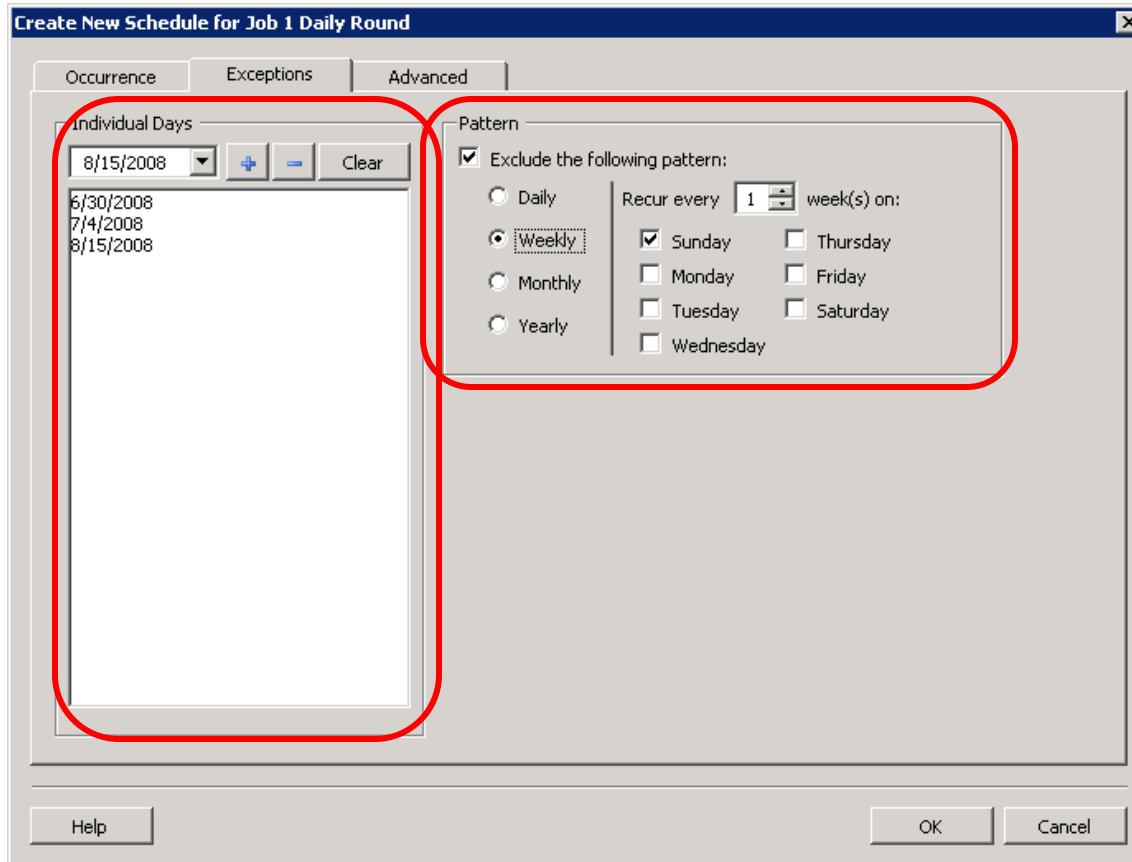 Create New Schedule for Job 1 Daily Round
Occurrence Exceptions Advanced
Individual Days
8/15/2008 Clear
6/30/2008
7/4/2008
8/15/2008
Pattern
Exclude the following pattern:
Daily
Weekly
Monthly
Yearly
Recur every 1 week(s) on:
Sunday Thursday
Monday Friday
Tuesday Saturday
Wednesday
Help OK Cancel